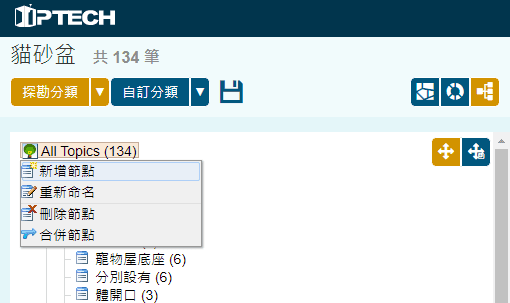 IPTECH
貓砂盆 共 134 筆
探勘分類 ▼ 自訂分類 ▼
All Topics (134)
新增節點
重新命名
刪除節點
合併節點
寵物屋底座 (6)
分別設有 (6)
體開口 (3)